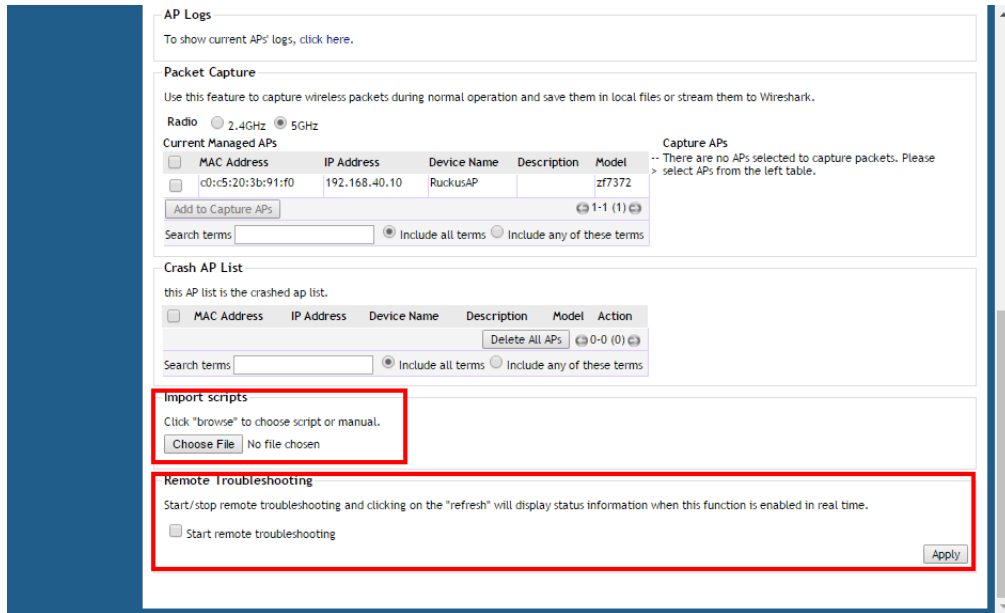 AP Logs
To show current APs' logs, click here.
Packet Capture
Use this feature to capture wireless packets during normal operation and save them in local files or stream them to Wireshark.
Radio 2.4GHz 5GHz
Current Managed APs
MAC Address IP Address Device Name Description Model
c0:c5:20:3b:91:f0 192.168.40.10 RuckusAP zf7372
Add to Capture APs 1-1 (1)
Search terms Include all terms Include any of these terms
Capture APs
-- There are no APs selected to capture packets. Please
> select APs from the left table.
Crash AP List
this AP list is the crashed ap list.
MAC Address IP Address Device Name Description Model Action
Delete All APs 0-0 (0)
Search terms Include all terms Include any of these terms
Import scripts
Click "browse" to choose script or manual.
Choose File No file chosen
Remote Troubleshooting
Start/stop remote troubleshooting and clicking on the "refresh" will display status information when this function is enabled in real time.
Start remote troubleshooting
Apply